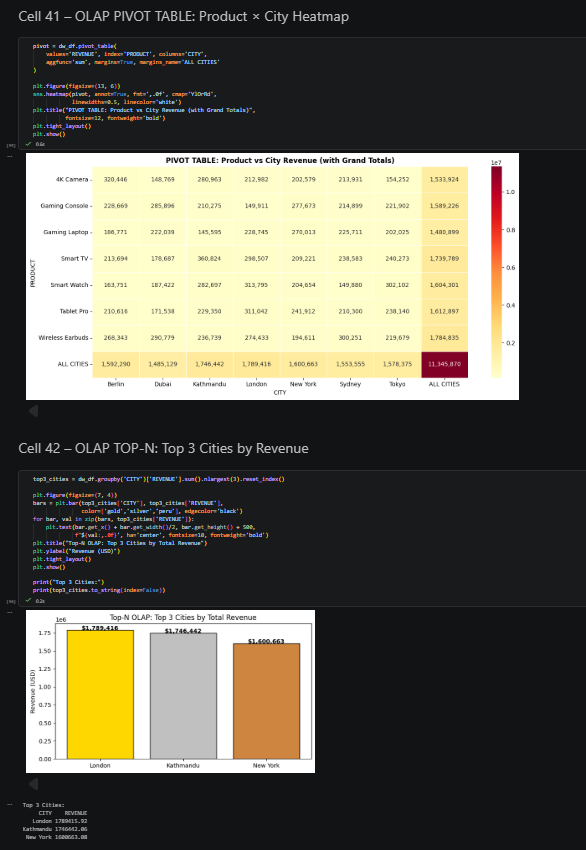 Cell 41 – OLAP PIVOT TABLE: Product × City Heatmap
pivot = dw_df.pivot_table(
values='REVENUE', index='PRODUCT', columns='CITY',
aggfunc='sum', margins=True, margins_name='ALL CITIES'
)
plt.figure(figsize=(13, 6))
sns.heatmap(pivot, annot=True, fmt=',.0f', cmap='YlOrRd',
linewidths=0.5, linecolor='white')
plt.title("PIVOT TABLE: Product vs City Revenue (with Grand Totals)",
fontsize=12, fontweight='bold')
plt.tight_layout()
plt.show()
PIVOT TABLE: Product vs City Revenue (with Grand Totals)
1e7
4K Camera 320,446 148,769 280,963 212,982 202,579 213,931 154,252 1,533,924
Gaming Console 228,669 285,896 210,275 149,911 277,673 214,899 221,902 1,589,226
Gaming Laptop 186,771 222,039 145,595 228,745 270,013 225,711 202,025 1,480,899
Smart TV 213,694 178,687 360,824 298,507 209,221 238,583 240,273 1,739,789
Smart Watch 163,751 187,422 282,697 313,795 204,654 149,880 302,102 1,604,301
Tablet Pro 210,616 171,538 229,350 311,042 241,912 210,300 238,140 1,612,897
Wireless Earbuds 268,343 290,779 236,739 274,433 194,611 300,251 219,679 1,784,835
ALL CITIES 1,592,290 1,485,129 1,746,442 1,789,416 1,600,663 1,553,555 1,578,375 11,345,870
Berlin Dubai Kathmandu London New York Sydney Tokyo ALL CITIES
PRODUCT
CITY
1.0
0.8
0.6
0.4
0.2
Cell 42 – OLAP TOP-N: Top 3 Cities by Revenue
top3_cities = dw_df.groupby('CITY')['REVENUE'].sum().nlargest(3).reset_index()
plt.figure(figsize=(7, 4))
bars = plt.bar(top3_cities['CITY'], top3_cities['REVENUE'],
color=['gold','silver','peru'], edgecolor='black')
for bar, val in zip(bars, top3_cities['REVENUE']):
plt.text(bar.get_x() + bar.get_width()/2, bar.get_height() + 500,
f'${val:,.0f}', ha='center', fontsize=10, fontweight='bold')
plt.title("Top-N OLAP: Top 3 Cities by Total Revenue")
plt.ylabel("Revenue (USD)")
plt.tight_layout()
plt.show()
print("Top 3 Cities:")
print(top3_cities.to_string(index=False))
Top-N OLAP: Top 3 Cities by Total Revenue
1e6
$1,789,416
$1,746,442
$1,600,663
1.75
1.50
1.25
1.00
0.75
0.50
0.25
0.00
Revenue (USD)
London Kathmandu New York
Top 3 Cities:
CITY REVENUE
London 1789415.92
Kathmandu 1746442.06
New York 1600663.08